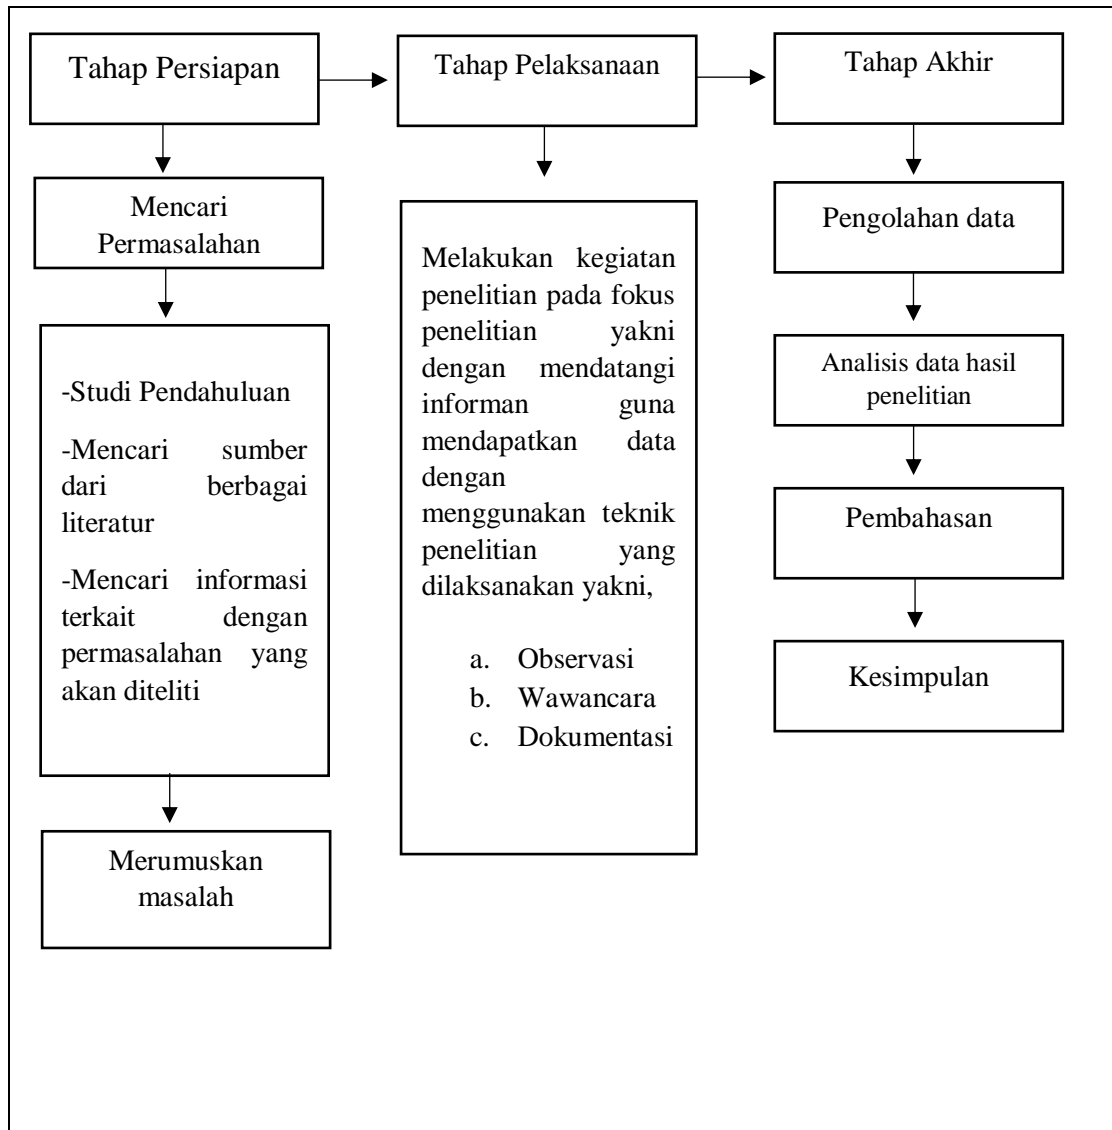 Tahap Persiapan
Mencari
Permasalahan
-Studi Pendahuluan
-Mencari sumber
dari berbagai
literatur
-Mencari informasi
terkait dengan
permasalahan yang
akan diteliti
Merumuskan
masalah
Tahap Pelaksanaan
Melakukan kegiatan
penelitian pada fokus
penelitian yakni
dengan mendatangi
informan guna
mendapatkan data
dengan
menggunakan teknik
penelitian yang
dilaksanakan yakni,
a. Observasi
b. Wawancara
c. Dokumentasi
Tahap Akhir
Pengolahan data
Analisis data hasil
penelitian
Pembahasan
Kesimpulan